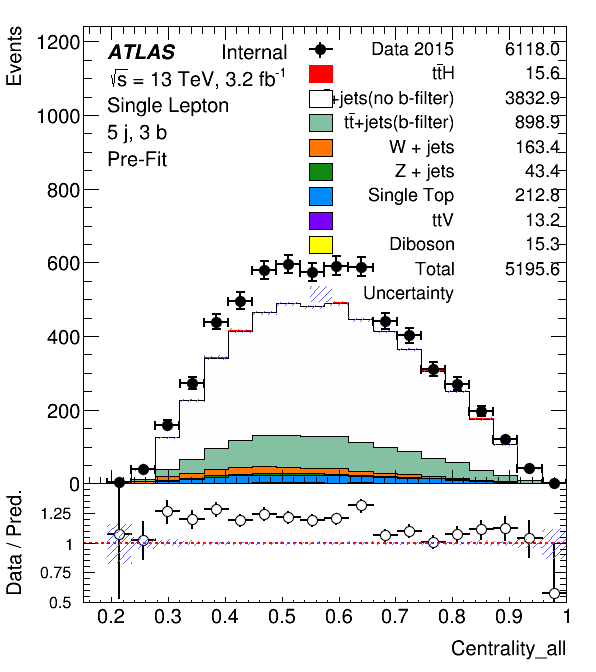 Events
1200
1000
800
600
400
200
0
ATLAS Internal
√s = 13 TeV, 3.2 fb⁻¹
Single Lepton
5 j, 3 b
Pre-Fit
Data 2015 6118.0
tt̄H 15.6
+jets(no b-filter) 3832.9
tt̄+jets(b-filter) 898.9
W + jets 163.4
Z + jets 43.4
Single Top 212.8
ttV 13.2
Diboson 15.3
Total 5195.6
Uncertainty
Data / Pred.
1.25
1
0.75
0.5
0.2 0.3 0.4 0.5 0.6 0.7 0.8 0.9 1
Centrality_all